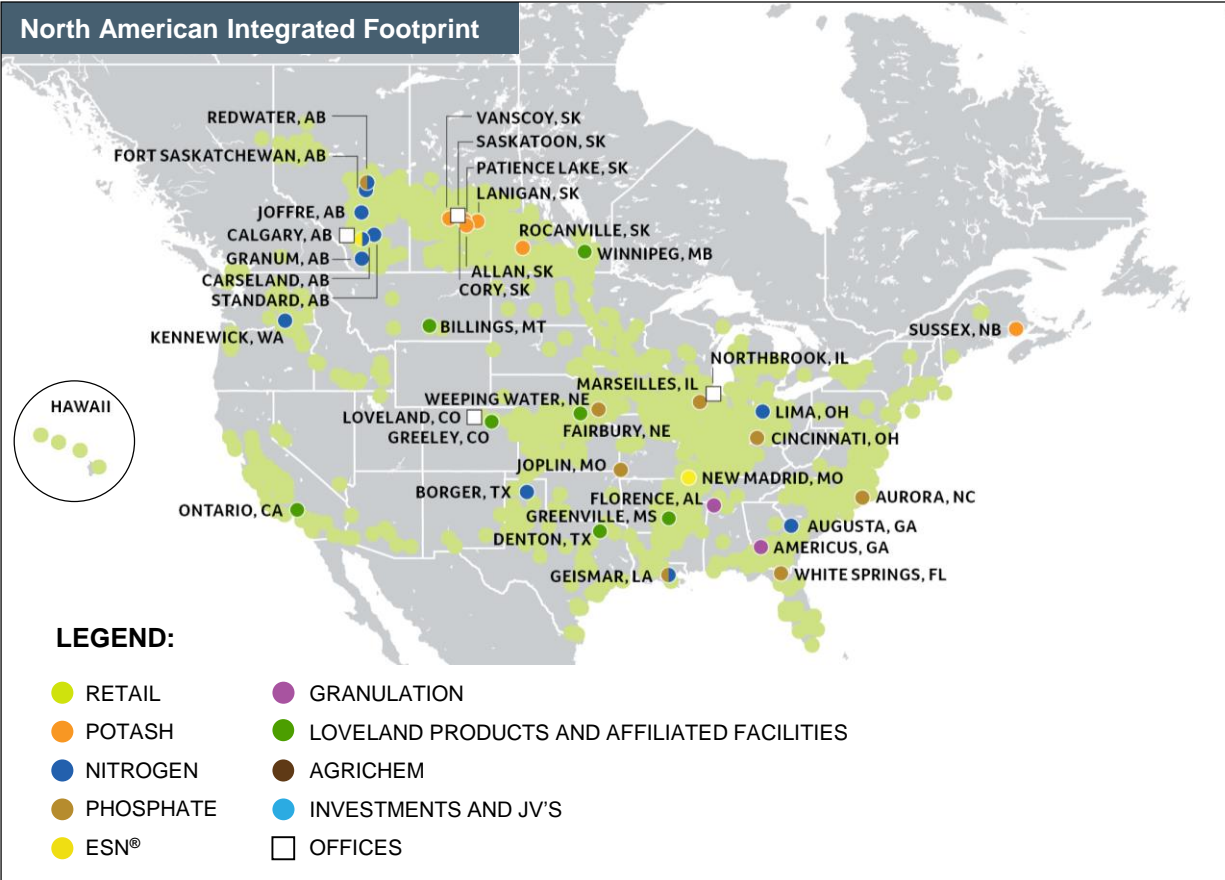 North American Integrated Footprint
REDWATER, AB
FORT SASKATCHEWAN, AB
JOFFRE, AB
CALGARY, AB
GRANUM, AB
CARSELAND, AB
STANDARD, AB
KENNEWICK, WA
VANSCOY, SK
SASKATOON, SK
PATIENCE LAKE, SK
LANIGAN, SK
ROCANVILLE, SK
WINNIPEG, MB
ALLAN, SK
CORY, SK
BILLINGS, MT
SUSSEX, NB
NORTHBROOK, IL
MARSEILLES, IL
WEEPING WATER, NE
LOVELAND, CO
GREELEY, CO
FAIRBURY, NE
LIMA, OH
CINCINNATI, OH
HAWAII
JOPLIN, MO
NEW MADRID, MO
BORGER, TX
FLORENCE, AL
AURORA, NC
ONTARIO, CA
GREENVILLE, MS
DENTON, TX
AUGUSTA, GA
AMERICUS, GA
GEISMAR, LA
WHITE SPRINGS, FL
LEGEND:
RETAIL
POTASH
NITROGEN
PHOSPHATE
ESN®
GRANULATION
LOVELAND PRODUCTS AND AFFILIATED FACILITIES
AGRICHEM
INVESTMENTS AND JV'S
OFFICES